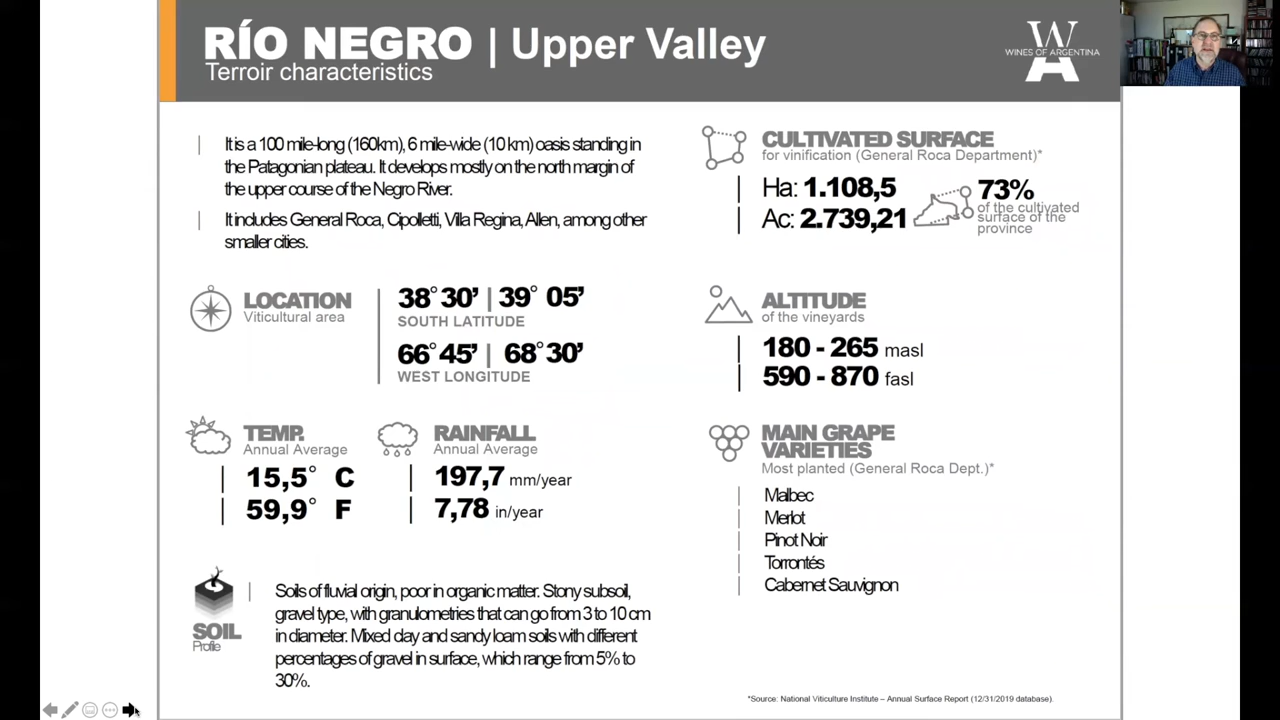 RÍO NEGRO | Upper Valley
Terroir characteristics
WINES OF ARGENTINA
It is a 100 mile-long (160km), 6 mile-wide (10 km) oasis standing in
the Patagonian plateau. It develops mostly on the north margin of
the upper course of the Negro River.
It includes General Roca, Cipolletti, Villa Regina, Allen, among other
smaller cities.
LOCATION
Viticultural area
38° 30’ | 39° 05’
SOUTH LATITUDE
66° 45’ | 68° 30’
WEST LONGITUDE
TEMP.
Annual Average
15,5° C
59,9° F
RAINFALL
Annual Average
197,7 mm/year
7,78 in/year
SOIL
Profile
Soils of fluvial origin, poor in organic matter. Stony subsoil,
gravel type, with granulometries that can go from 3 to 10 cm
in diameter. Mixed clay and sandy loam soils with different
percentages of gravel in surface, which range from 5% to
30%.
CULTIVATED SURFACE
for vinification (General Roca Department)*
Ha: 1.108,5
Ac: 2.739,21
73%
of the cultivated
surface of the
province
ALTITUDE
of the vineyards
180 - 265 masl
590 - 870 fasl
MAIN GRAPE
VARIETIES
Most planted (General Roca Dept.)*
Malbec
Merlot
Pinot Noir
Torrontés
Cabernet Sauvignon
*Source: National Viticulture Institute – Annual Surface Report (12/31/2019 database).